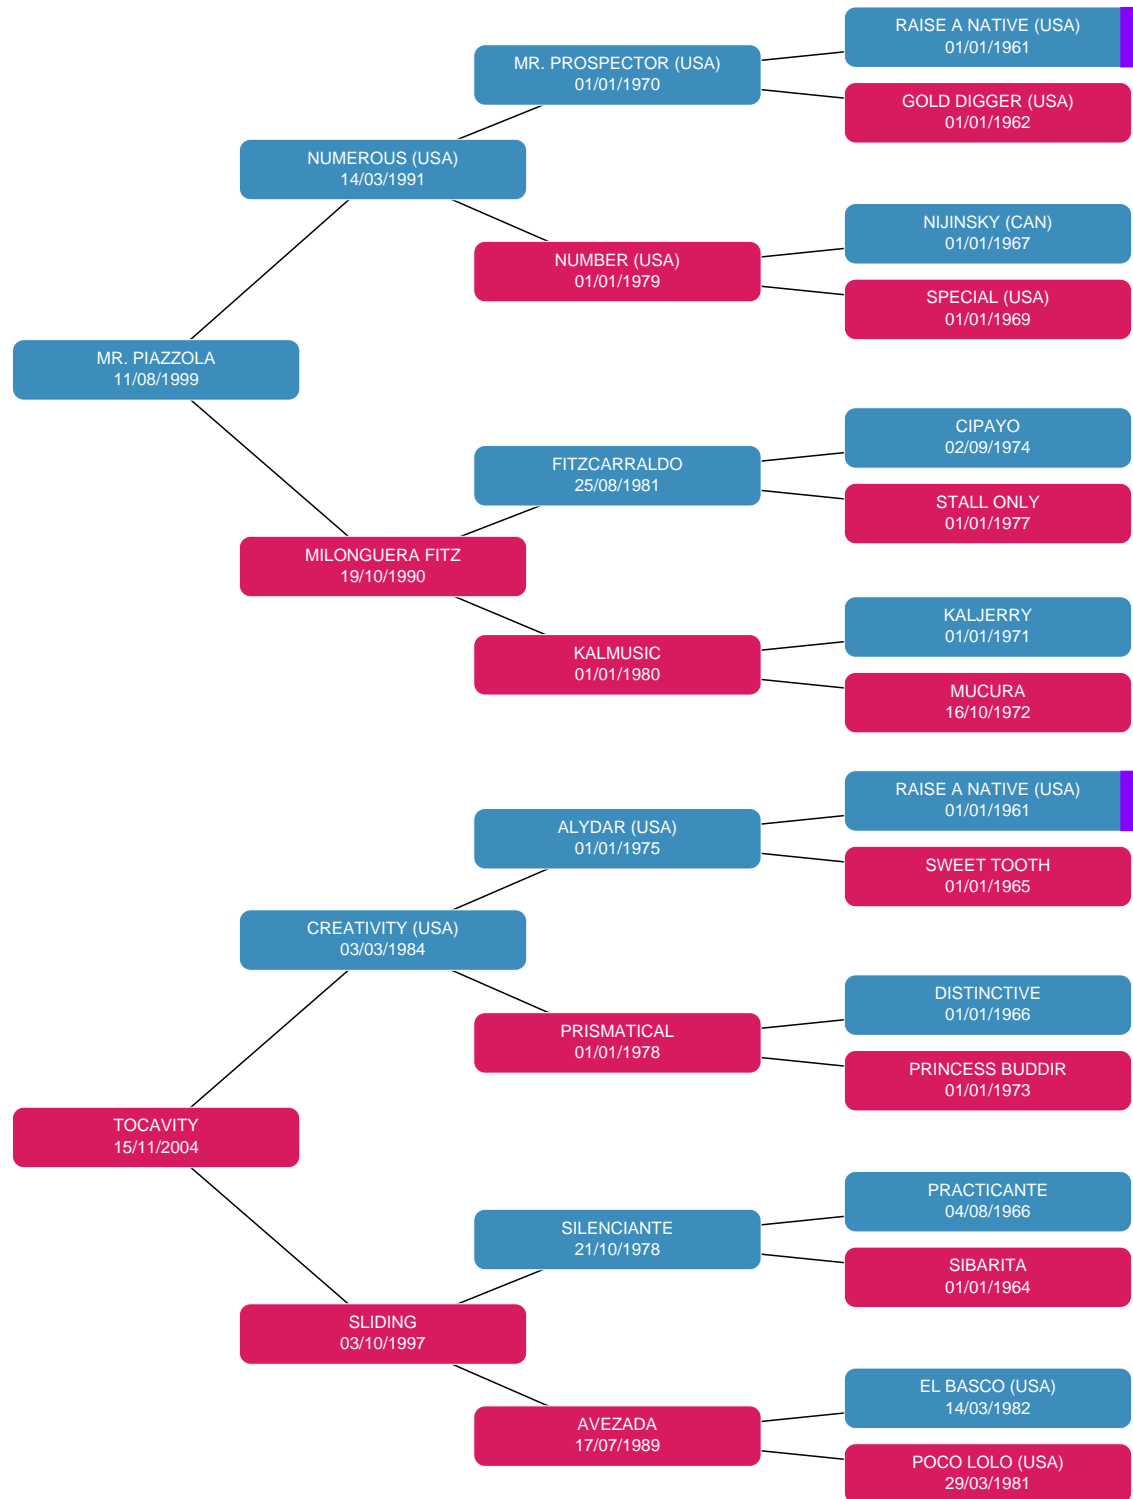 RAISE A NATIVE (USA)
01/01/1961
MR. PROSPECTOR (USA)
01/01/1970
GOLD DIGGER (USA)
01/01/1962
NUMEROUS (USA)
14/03/1991
NIJINSKY (CAN)
01/01/1967
NUMBER (USA)
01/01/1979
SPECIAL (USA)
01/01/1969
MR. PIAZZOLA
11/08/1999
CIPAYO
02/09/1974
FITZCARRALDO
25/08/1981
STALL ONLY
01/01/1977
MILONGUERA FITZ
19/10/1990
KALJERRY
01/01/1971
KALMUSIC
01/01/1980
MUCURA
16/10/1972
RAISE A NATIVE (USA)
01/01/1961
ALYDAR (USA)
01/01/1975
SWEET TOOTH
01/01/1965
CREATIVITY (USA)
03/03/1984
DISTINCTIVE
01/01/1966
PRISMATICAL
01/01/1978
PRINCESS BUDDIR
01/01/1973
TOCAVITY
15/11/2004
PRACTICANTE
04/08/1966
SILENCIANTE
21/10/1978
SIBARITA
01/01/1964
SLIDING
03/10/1997
EL BASCO (USA)
14/03/1982
AVEZADA
17/07/1989
POCO LOLO (USA)
29/03/1981